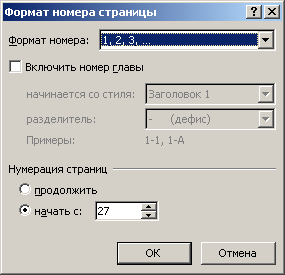 Формат номера страницы
Формат номера: 1, 2, 3, ...
Включить номер главы
начинается со стиля: Заголовок 1
разделитель: - (дефис)
Примеры: 1-1, 1-A
Нумерация страниц
продолжить
начать с: 27
ОК Отмена